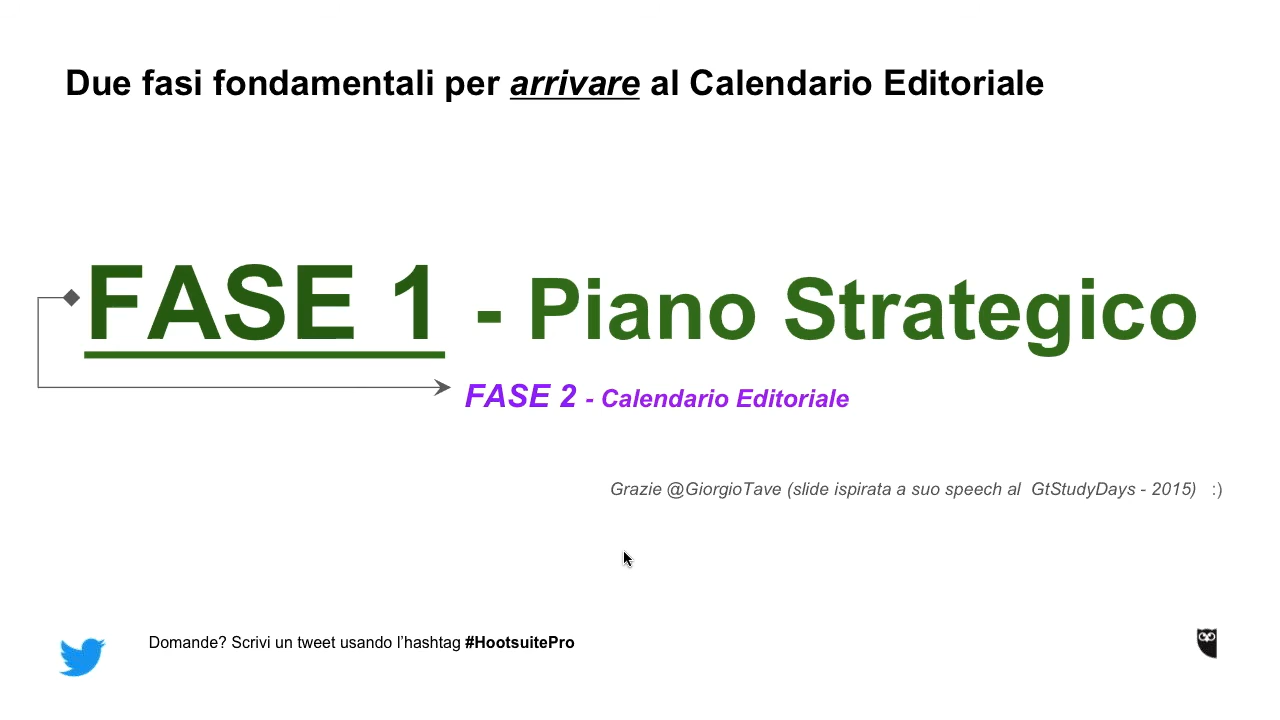 Due fasi fondamentali per arrivare al Calendario Editoriale
FASE 1 - Piano Strategico
FASE 2 - Calendario Editoriale
Grazie @GiorgioTave (slide ispirata a suo speech al  GtStudyDays - 2015)   :)
Domande? Scrivi un tweet usando l’hashtag #HootsuitePro